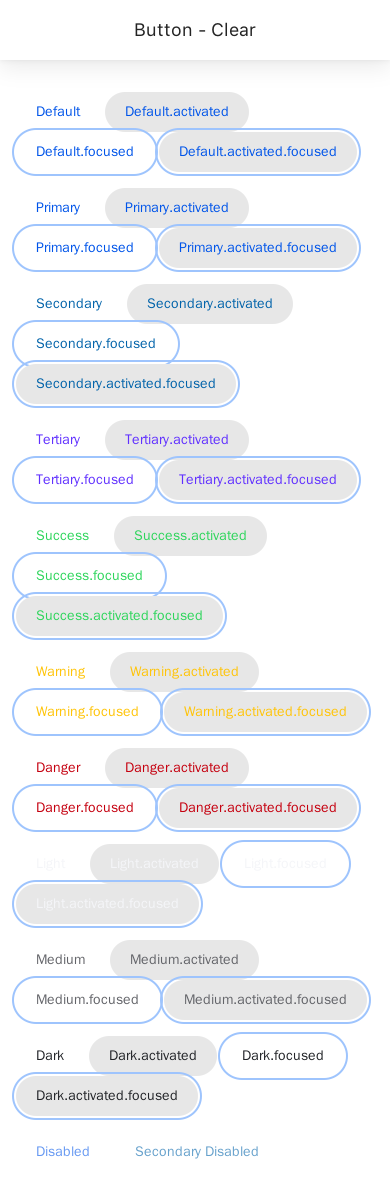 Button - Clear
Default Default.activated
Default.focused Default.activated.focused
Primary Primary.activated
Primary.focused Primary.activated.focused
Secondary Secondary.activated
Secondary.focused
Secondary.activated.focused
Tertiary Tertiary.activated
Tertiary.focused Tertiary.activated.focused
Success Success.activated
Success.focused
Success.activated.focused
Warning Warning.activated
Warning.focused Warning.activated.focused
Danger Danger.activated
Danger.focused Danger.activated.focused
Light Light.activated Light.focused
Light.activated.focused
Medium Medium.activated
Medium.focused Medium.activated.focused
Dark Dark.activated Dark.focused
Dark.activated.focused
Disabled Secondary Disabled